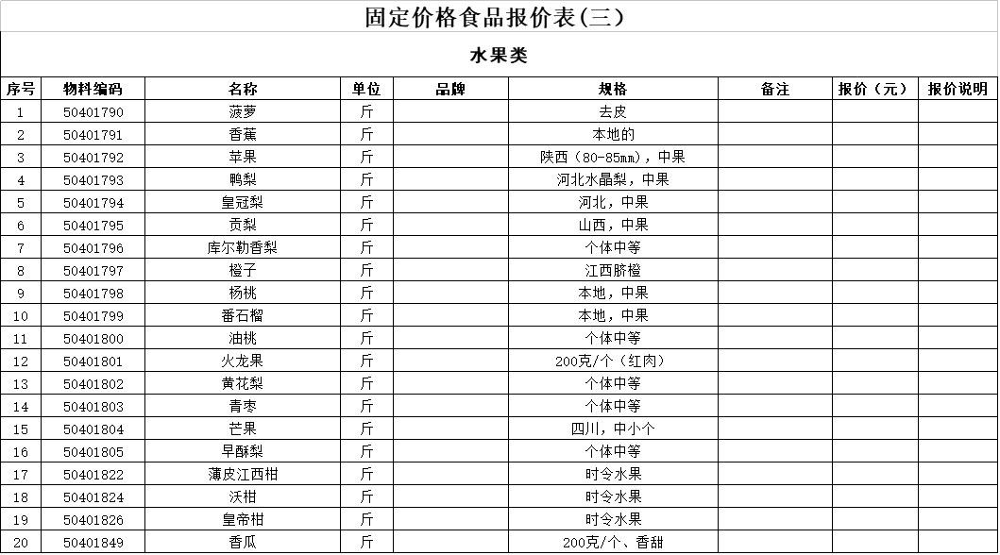 固定价格食品报价表(三）
水果类
序号 物料编码 名称 单位 品牌 规格 备注 报价（元） 报价说明
1 50401790 菠萝 斤 去皮
2 50401791 香蕉 斤 本地的
3 50401792 苹果 斤 陕西（80-85mm），中果
4 50401793 鸭梨 斤 河北水晶梨，中果
5 50401794 皇冠梨 斤 河北，中果
6 50401795 贡梨 斤 山西，中果
7 50401796 库尔勒香梨 斤 个体中等
8 50401797 橙子 斤 江西脐橙
9 50401798 杨桃 斤 本地，中果
10 50401799 番石榴 斤 本地，中果
11 50401800 油桃 斤 个体中等
12 50401801 火龙果 斤 200克/个（红肉）
13 50401802 黄花梨 斤 个体中等
14 50401803 青枣 斤 个体中等
15 50401804 芒果 斤 四川，中小个
16 50401805 早酥梨 斤 个体中等
17 50401822 薄皮江西柑 斤 时令水果
18 50401824 沃柑 斤 时令水果
19 50401826 皇帝柑 斤 时令水果
20 50401849 香瓜 斤 200克/个、香甜